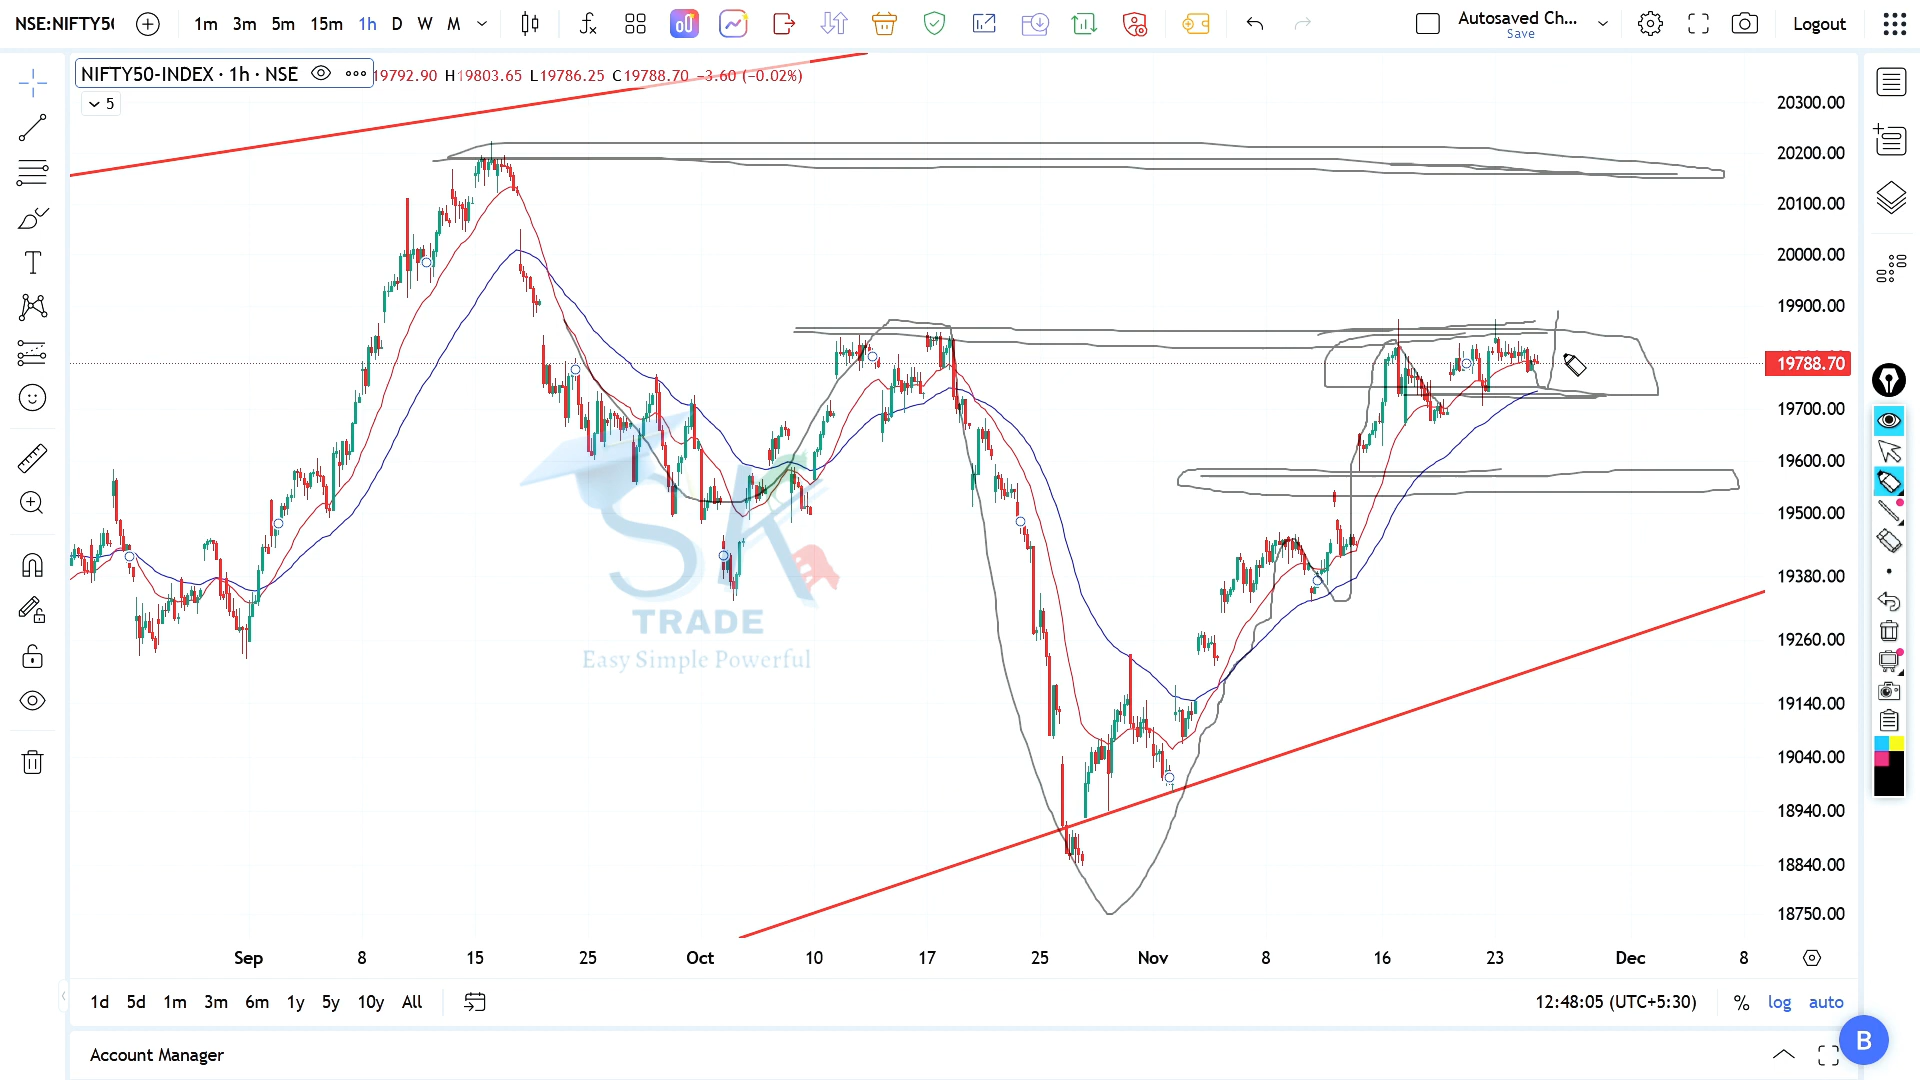 NSE:NIFTY50
1m 3m 5m 15m 1h D W M
Autosaved Ch...
Save
Logout
NIFTY50-INDEX · 1h · NSE
19792.90 H19803.65 L19786.25 C19788.70 −3.60 (−0.02%)
5
20300.00
20200.00
20100.00
20000.00
19900.00
19788.70
19700.00
19600.00
19500.00
19380.00
19260.00
19140.00
19040.00
18940.00
18840.00
18750.00
SK
TRADE
Easy Simple Powerful
Sep 8 15 25 Oct 10 17 25 Nov 8 16 23 Dec 8
1d 5d 1m 3m 6m 1y 5y 10y All
12:48:05 (UTC+5:30) % log auto
Account Manager
B